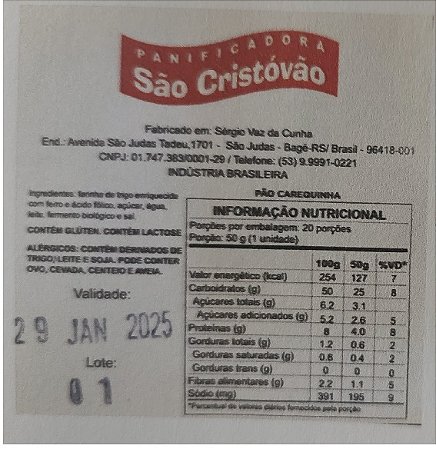 PANIFICADORA
São Cristóvão
Fabricado em: Sérgio Vaz da Cunha
End.: Avenida São Judas Tadeu,1701 - São Judas - Bagé-RS/ Brasil - 96418-001
CNPJ: 01.747.383/0001-29 / Telefone: (53) 9.9991-0221
INDÚSTRIA BRASILEIRA
Ingredientes: farinha de trigo enriquecida
com ferro e ácido fólico, açúcar, água,
leite, fermento biológico e sal.
CONTÉM GLÚTEN. CONTÉM LACTOSE
ALÉRGICOS: CONTÉM DERIVADOS DE
TRIGO, LEITE E SOJA. PODE CONTER
OVO, CEVADA, CENTEIO E AVEIA.
Validade:
29 JAN 2025
Lote:
01
PÃO CAREQUINHA
INFORMAÇÃO NUTRICIONAL
Porções por embalagem: 20 porções
Porção: 50 g (1 unidade)
100g 50g %VD*
Valor energético (kcal) 254 127 7
Carboidratos (g) 50 25 8
Açúcares totais (g) 6.2 3.1
Açúcares adicionados (g) 5.2 2.6 5
Proteínas (g) 8 4.0 8
Gorduras totais (g) 1.2 0.6 2
Gorduras saturadas (g) 0.8 0.4 2
Gorduras trans (g) 0 0 0
Fibras alimentares (g) 2.2 1.1 5
Sódio (mg) 391 195 9
*Percentual de valores diários fornecidos pela porção